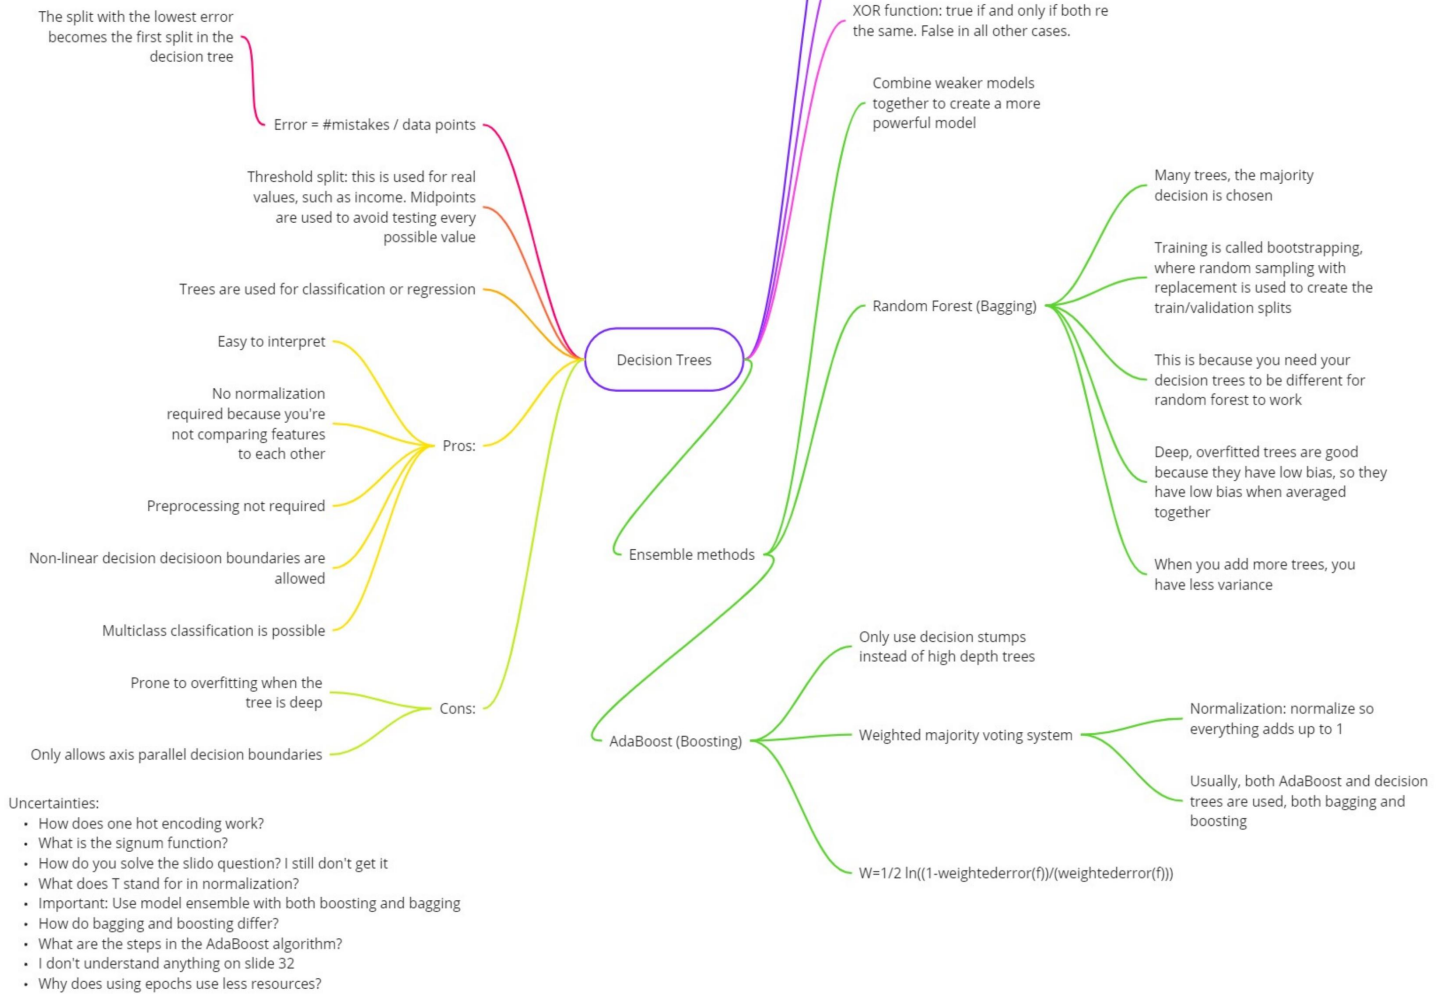 The split with the lowest error
becomes the first split in the
decision tree
Error = #mistakes / data points
Threshold split: this is used for real
values, such as income. Midpoints
are used to avoid testing every
possible value
Trees are used for classification or regression
Easy to interpret
No normalization
required because you're
not comparing features
to each other
Pros:
Preprocessing not required
Non-linear decision decisioon boundaries are
allowed
Multiclass classification is possible
Prone to overfitting when the
tree is deep
Cons:
Only allows axis parallel decision boundaries
Decision Trees
XOR function: true if and only if both re
the same. False in all other cases.
Ensemble methods
Combine weaker models
together to create a more
powerful model
Random Forest (Bagging)
Many trees, the majority
decision is chosen
Training is called bootstrapping,
where random sampling with
replacement is used to create the
train/validation splits
This is because you need your
decision trees to be different for
random forest to work
Deep, overfitted trees are good
because they have low bias, so they
have low bias when averaged
together
When you add more trees, you
have less variance
AdaBoost (Boosting)
Only use decision stumps
instead of high depth trees
Weighted majority voting system
Normalization: normalize so
everything adds up to 1
Usually, both AdaBoost and decision
trees are used, both bagging and
boosting
W=1/2 ln((1-weightederror(f))/(weightederror(f)))
Uncertainties:
• How does one hot encoding work?
• What is the signum function?
• How do you solve the slido question? I still don't get it
• What does T stand for in normalization?
• Important: Use model ensemble with both boosting and bagging
• How do bagging and boosting differ?
• What are the steps in the AdaBoost algorithm?
• I don't understand anything on slide 32
• Why does using epochs use less resources?